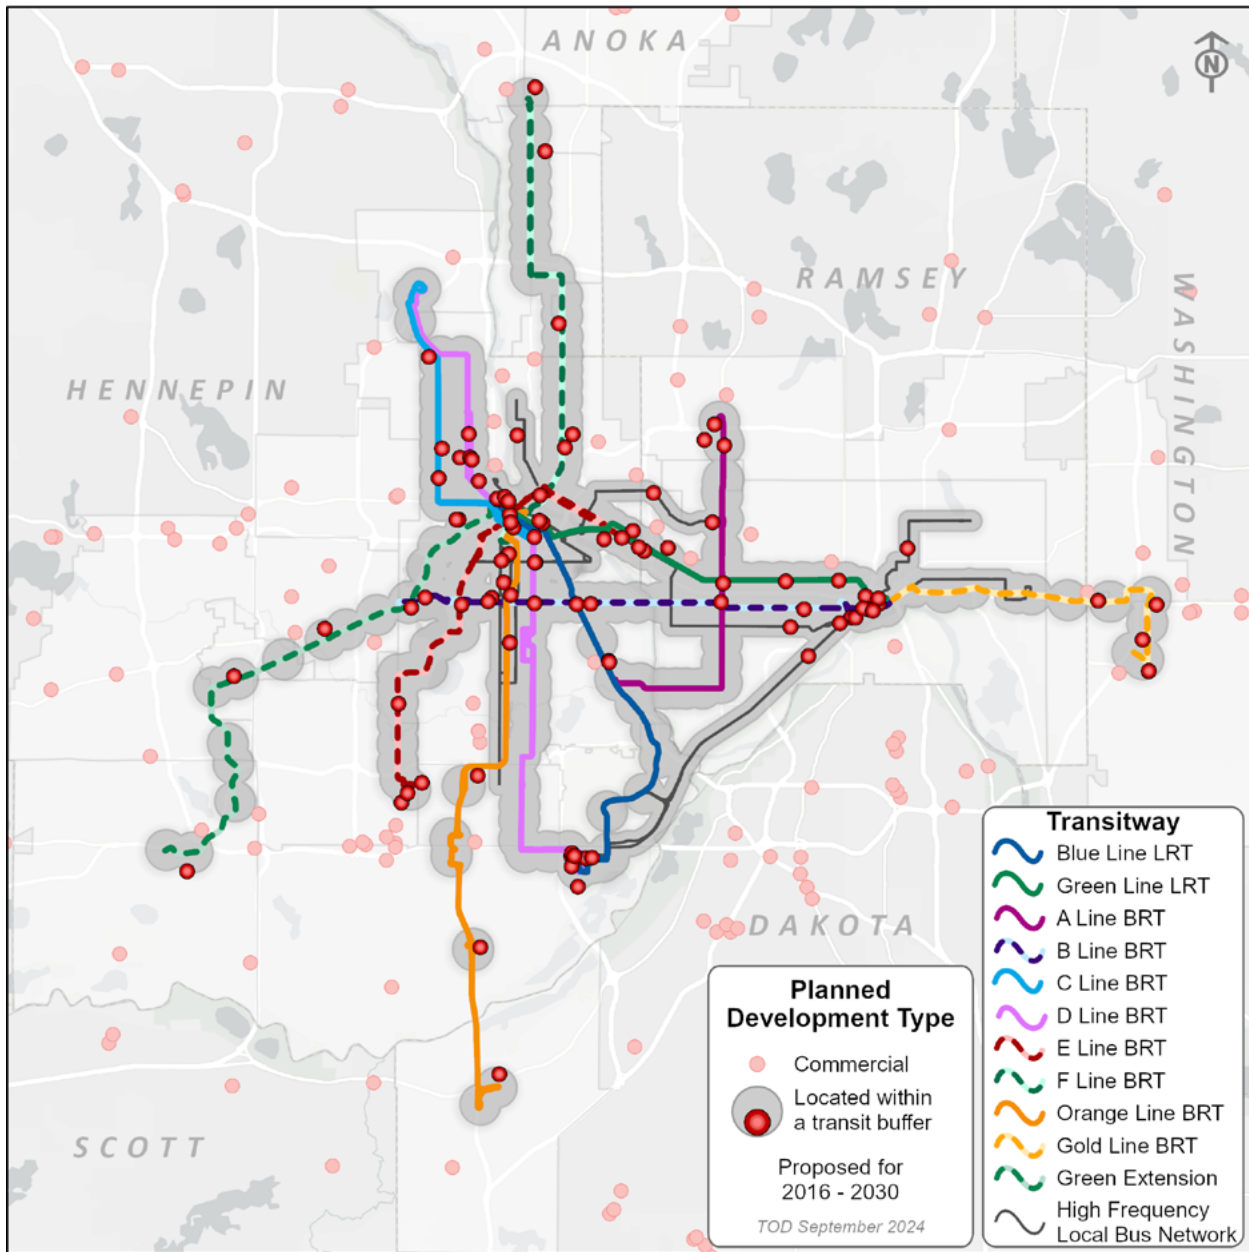 ANOKA
N
RAMSEY
WASHINGTON
HENNEPIN
DAKOTA
SCOTT
Planned
Development Type
Commercial
Located within
a transit buffer
Proposed for
2016 - 2030
TOD September 2024
Transitway
Blue Line LRT
Green Line LRT
A Line BRT
B Line BRT
C Line BRT
D Line BRT
E Line BRT
F Line BRT
Orange Line BRT
Gold Line BRT
Green Extension
High Frequency
Local Bus Network